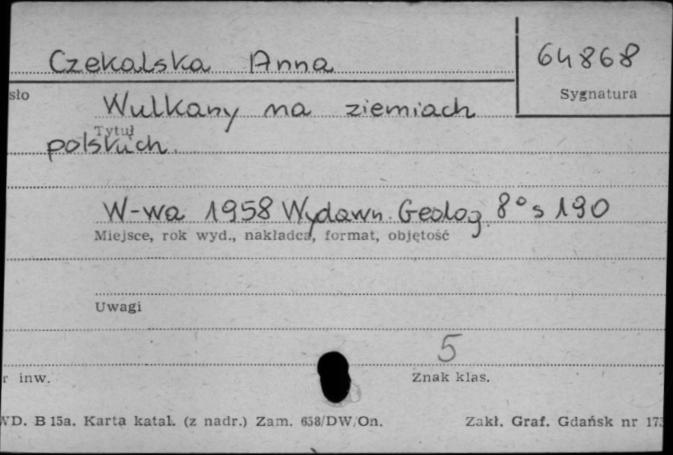 Czekalska Anna
64868
sło
Sygnatura
Wulkany na ziemiach
Tytuł
polskich.
W-wa 1958 Wydawn. Geolog. 8° s 190
Miejsce, rok wyd., nakładca, format, objętość
Uwagi
5
r inw.
Znak klas.
WD. B 15a. Karta katal. (z nadr.) Zam. 658/DW/On.
Zakł. Graf. Gdańsk nr 173